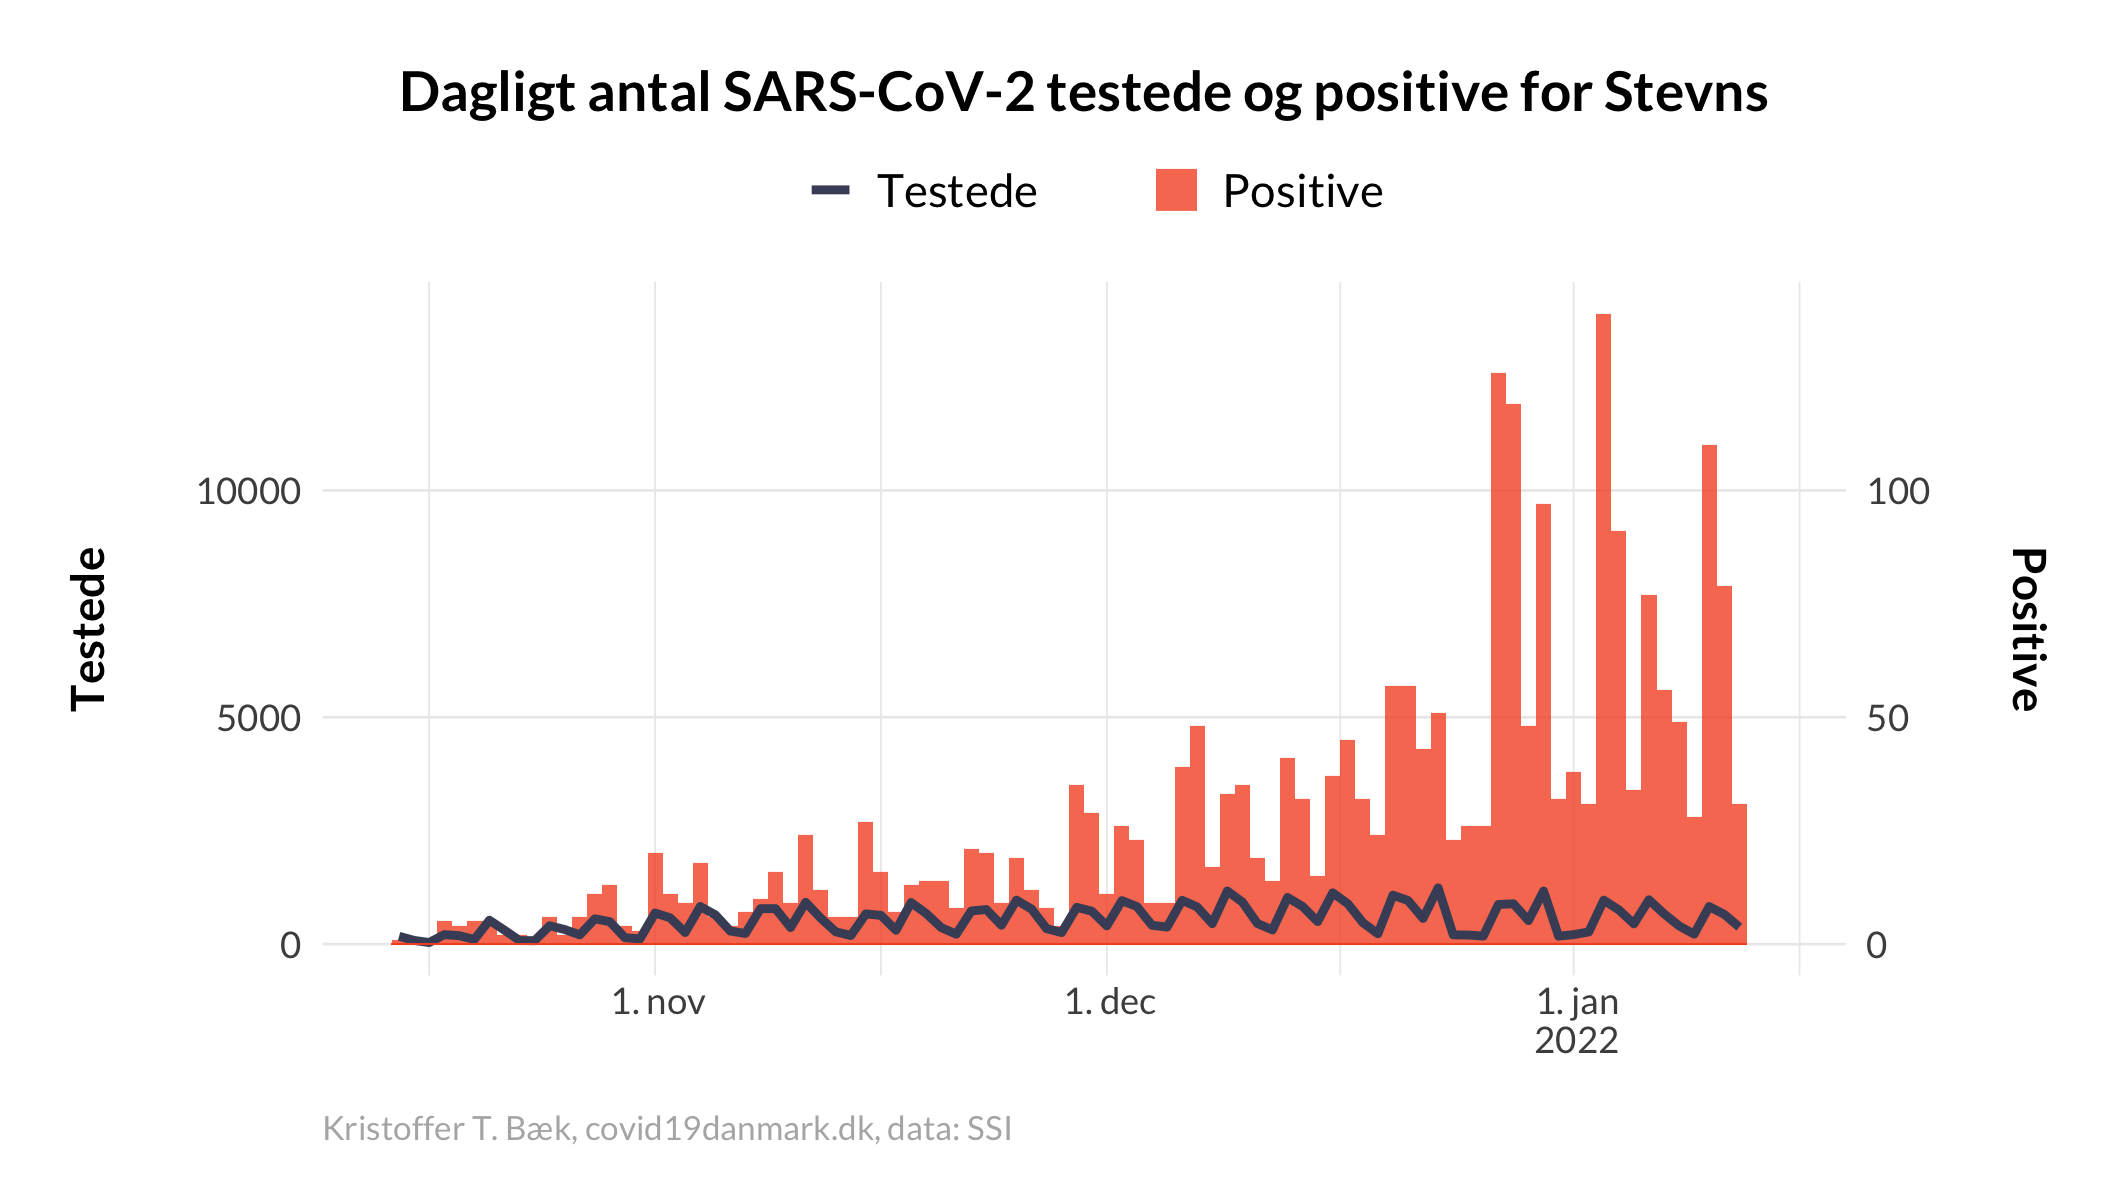 Dagligt antal SARS-CoV-2 testede og positive for Stevns
Testede
Positive
10000
5000
0
100
50
0
Testede
Positive
1. nov
1. dec
1. jan
2022
Kristoffer T. Bæk, covid19danmark.dk, data: SSI